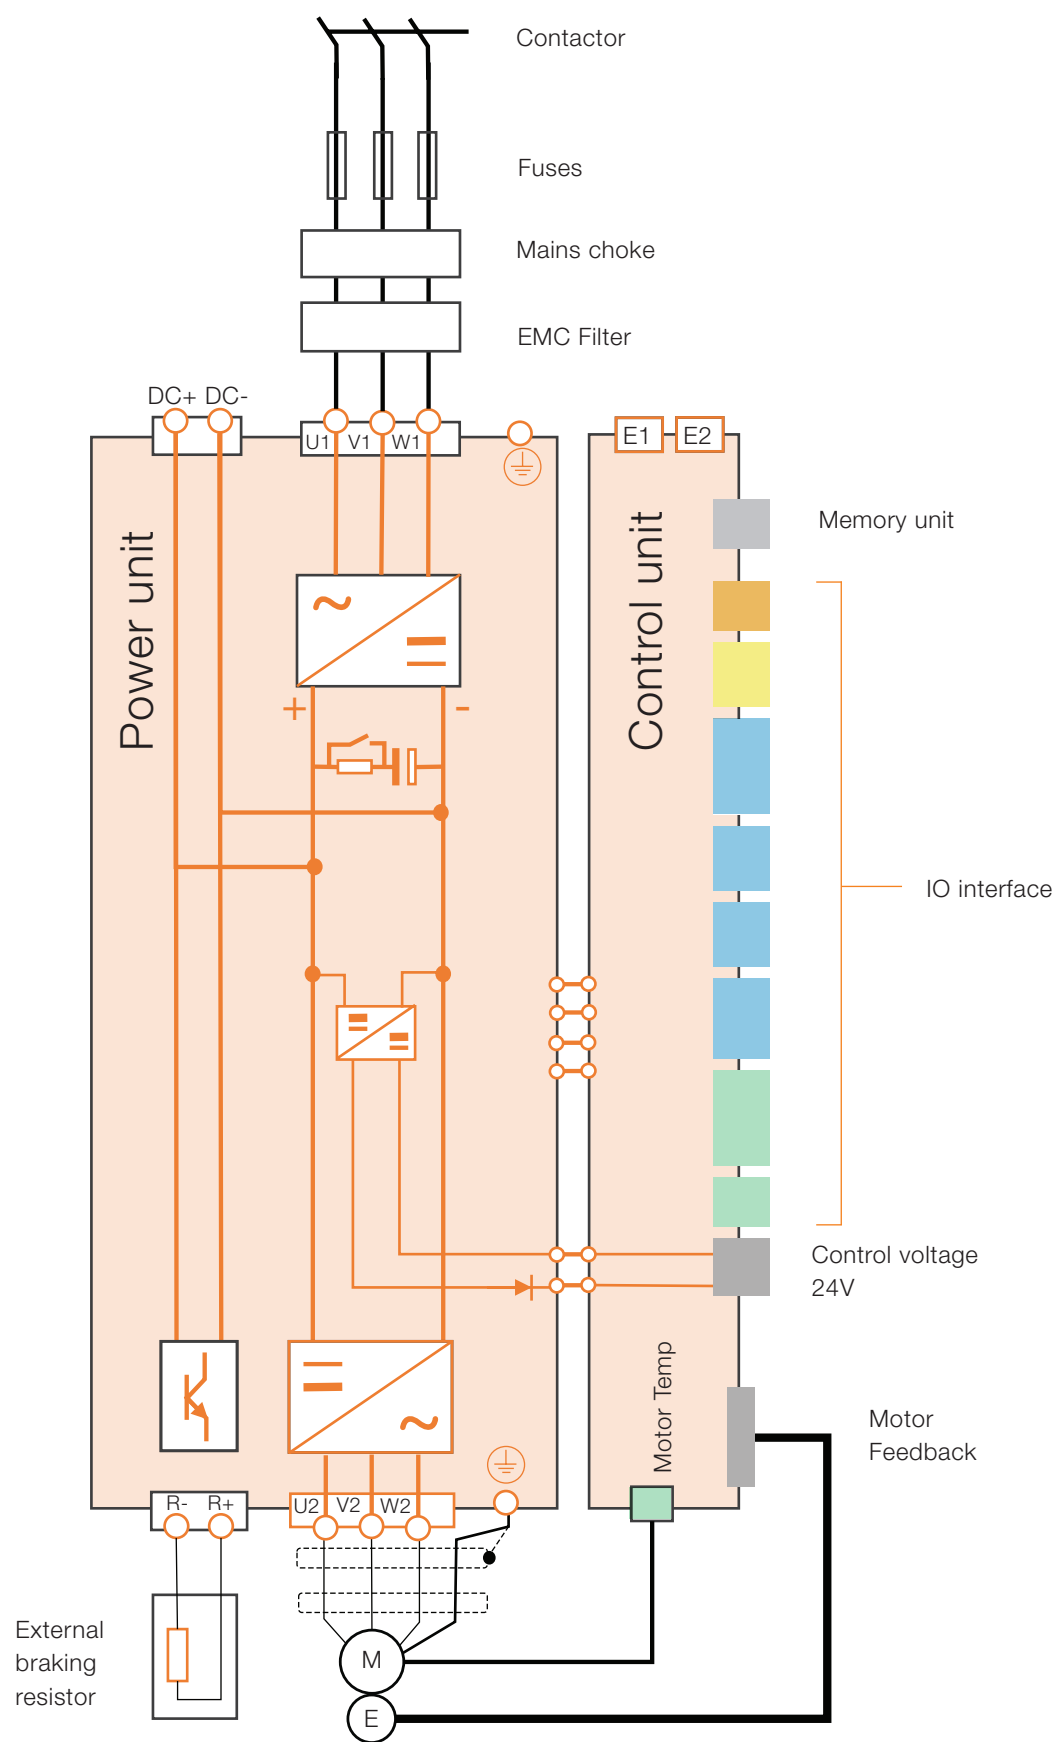 Contactor
Fuses
Mains choke
EMC Filter
DC+ DC-
U1 V1 W1
E1 E2
Power unit
Control unit
Memory unit
+ -
IO interface
Control voltage
24V
Motor Temp
Motor
Feedback
R- R+
U2 V2 W2
External
braking
resistor
M
E